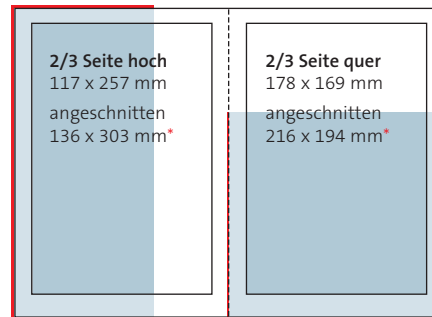 2/3 Seite hoch
117 x 257 mm
angeschnitten
136 x 303 mm*
2/3 Seite quer
178 x 169 mm
angeschnitten
216 x 194 mm*